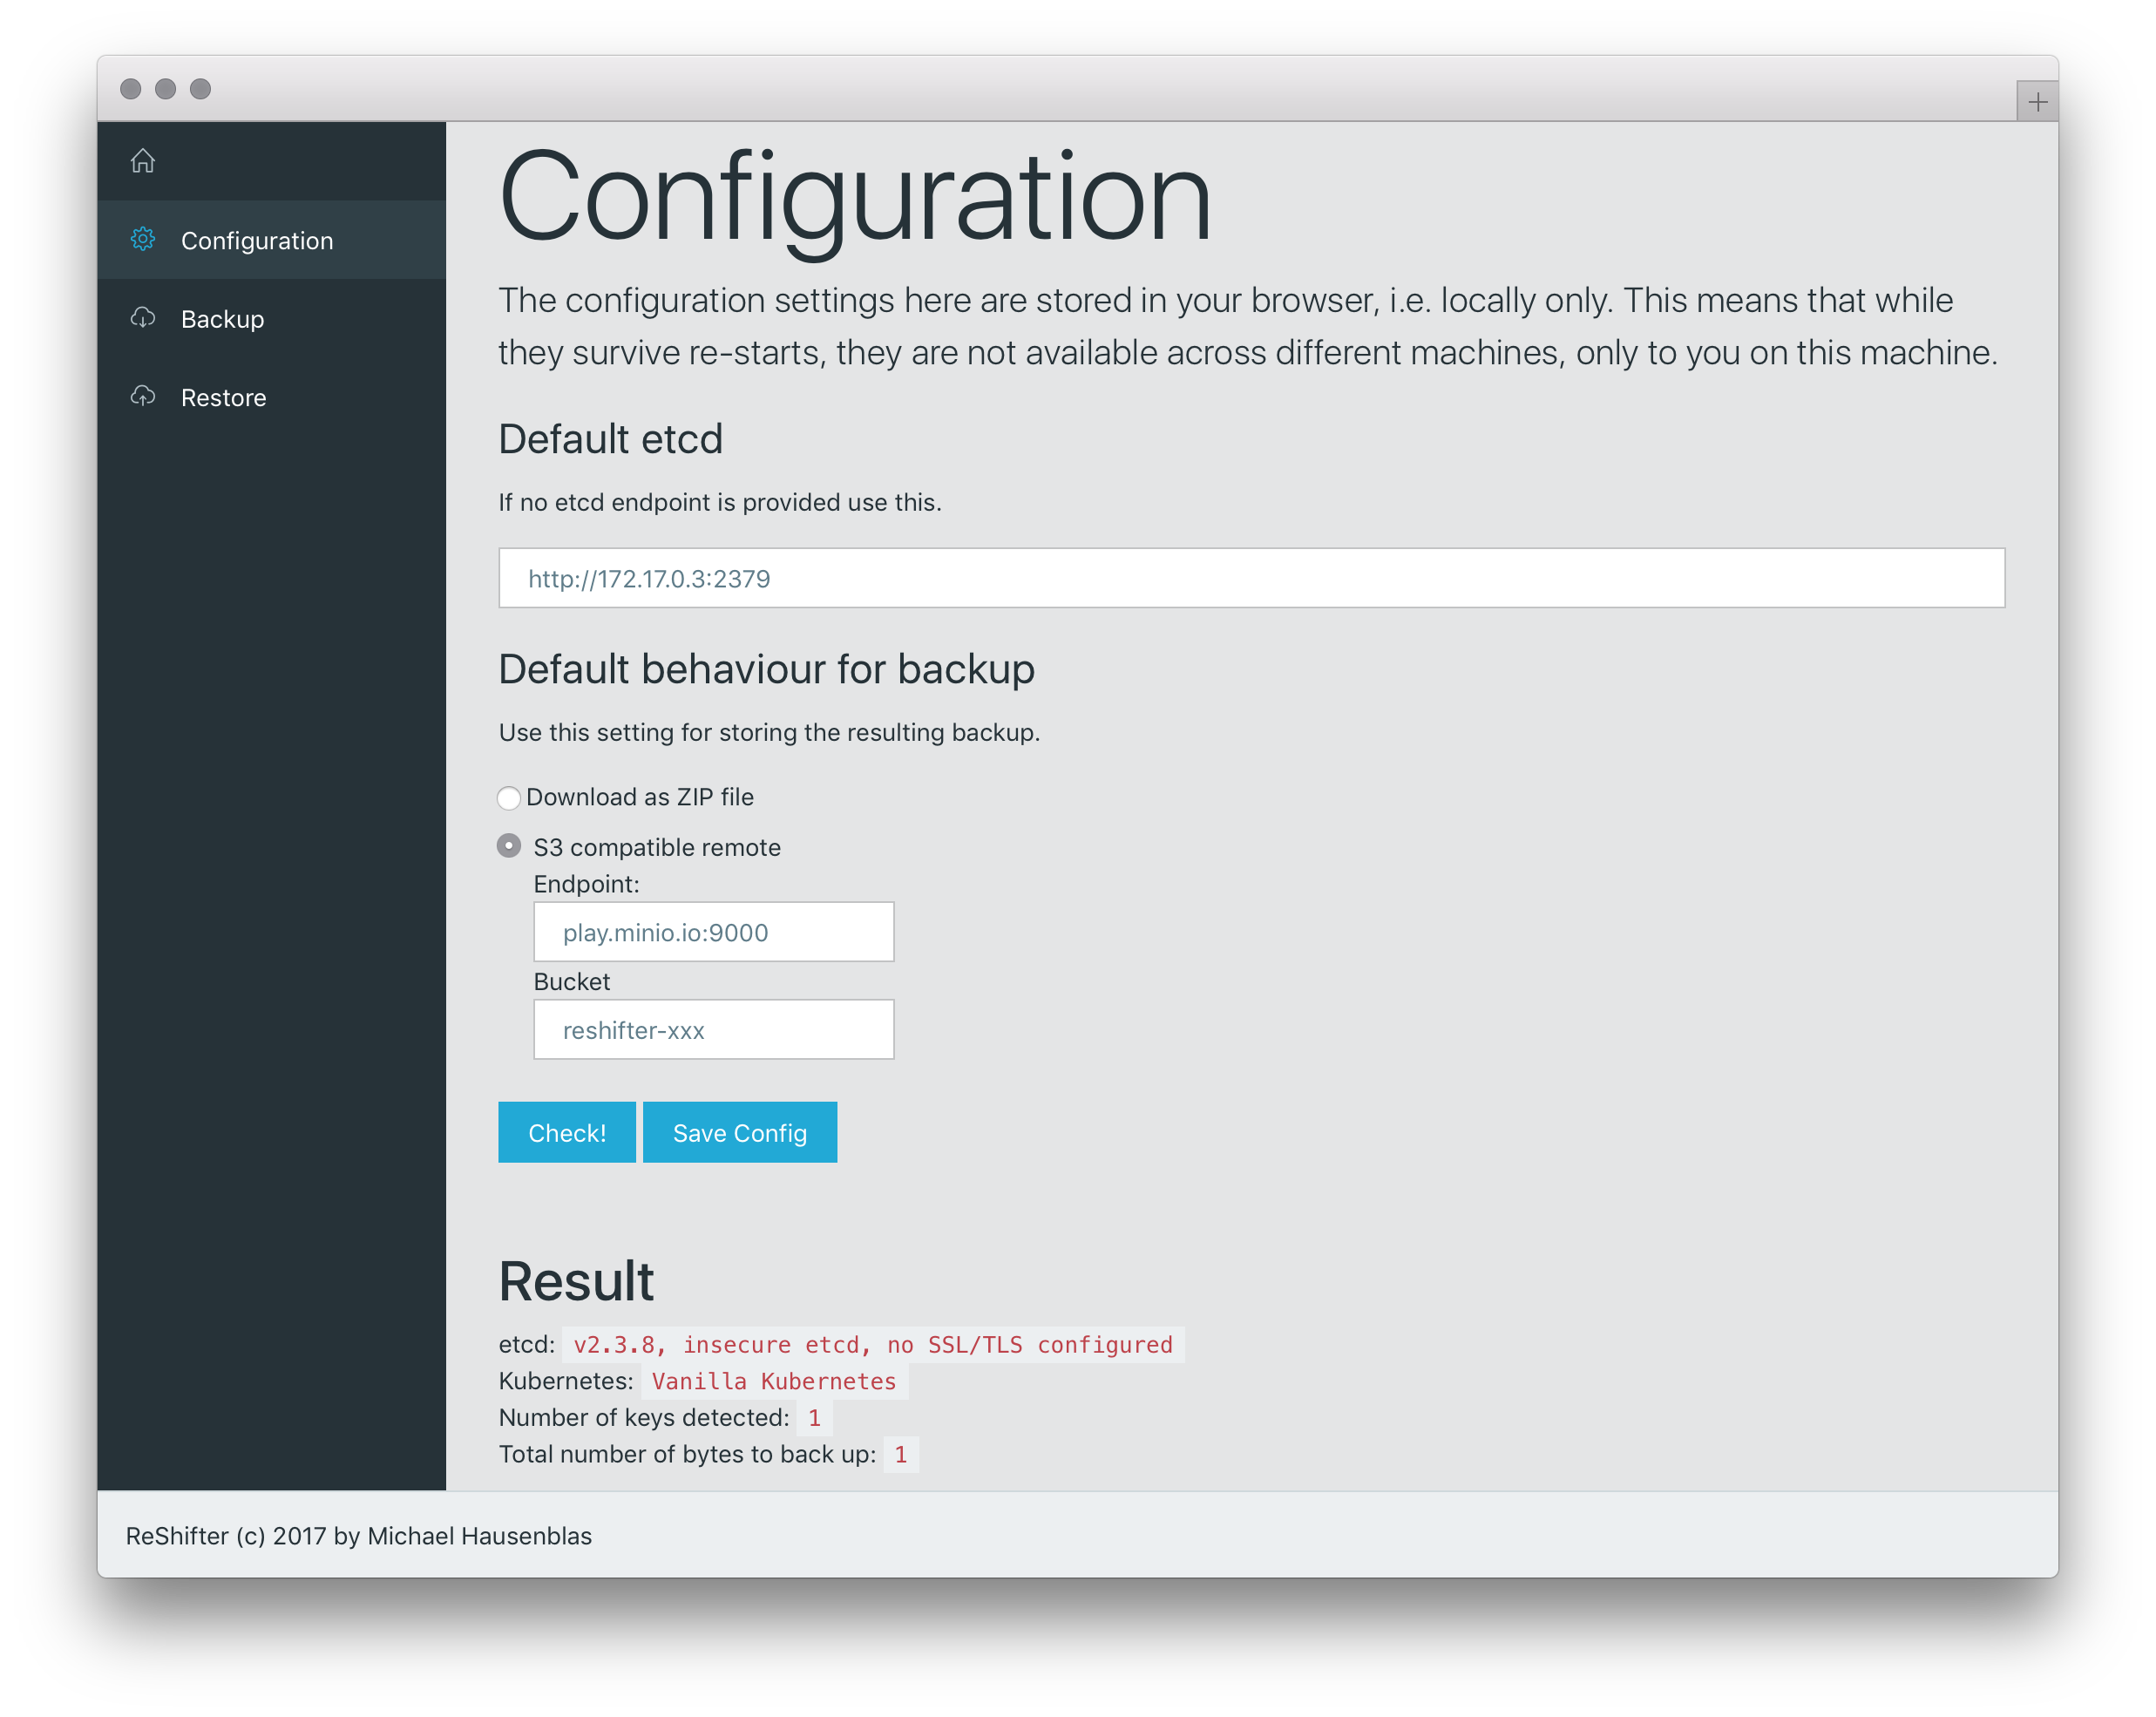 Configuration
Backup
Restore
Configuration
The configuration settings here are stored in your browser, i.e. locally only. This means that while
they survive re-starts, they are not available across different machines, only to you on this machine.
Default etcd
If no etcd endpoint is provided use this.
http://172.17.0.3:2379
Default behaviour for backup
Use this setting for storing the resulting backup.
Download as ZIP file
S3 compatible remote
Endpoint:
play.minio.io:9000
Bucket
reshifter-xxx
Check! Save Config
Result
etcd: v2.3.8, insecure etcd, no SSL/TLS configured
Kubernetes: Vanilla Kubernetes
Number of keys detected: 1
Total number of bytes to back up: 1
ReShifter (c) 2017 by Michael Hausenblas